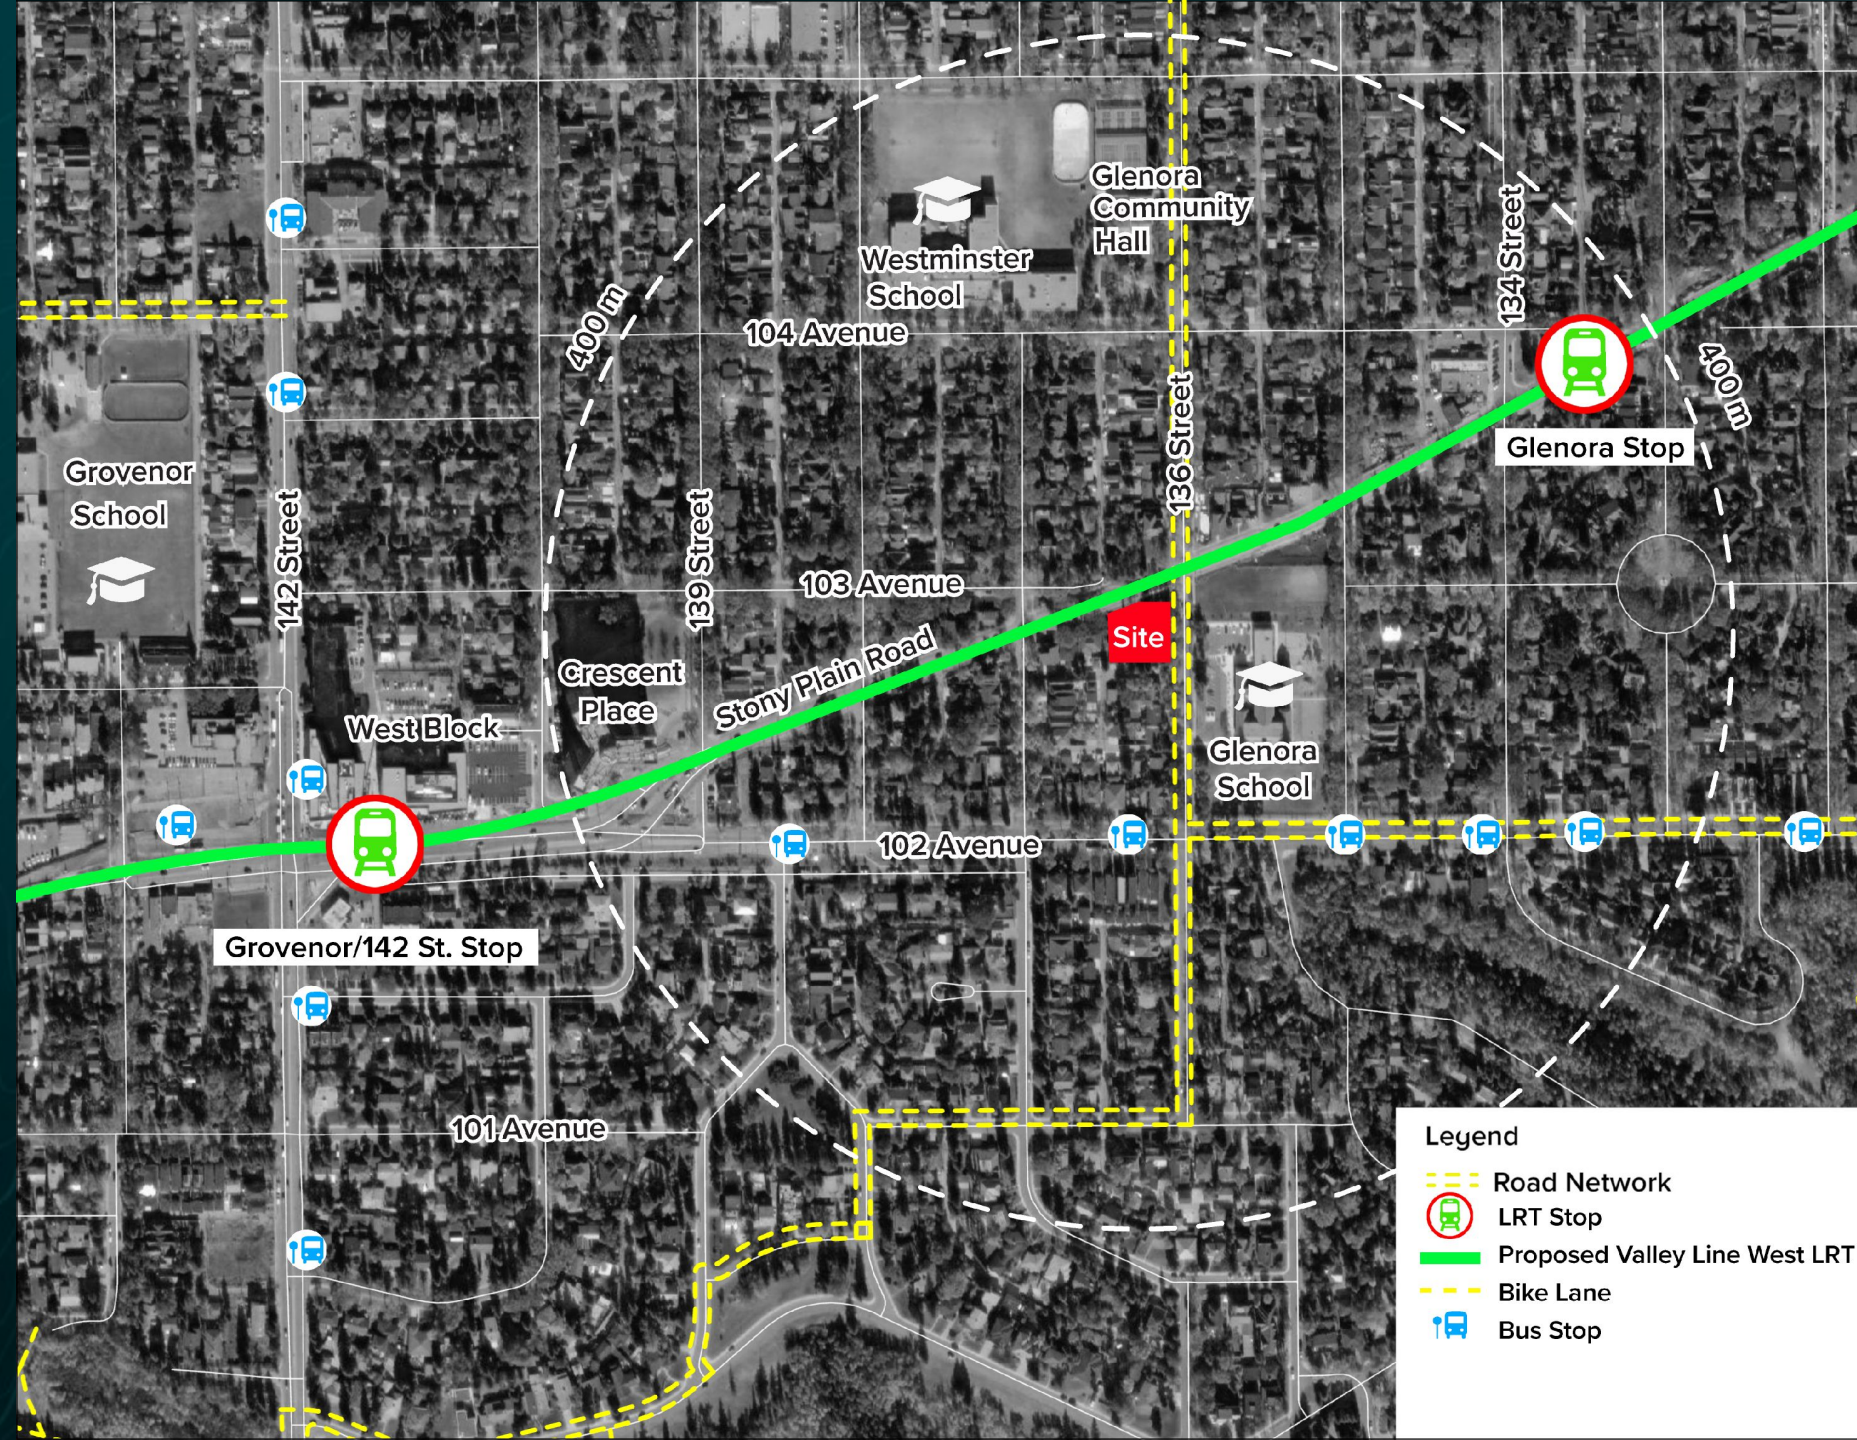 Glenora
Community
Hall
Westminster
School
134 Street
400 m
104 Avenue
400 m
136 Street
Glenora Stop
Grovenor
School
142 Street
139 Street
103 Avenue
Site
Stony Plain Road
Crescent
Place
West Block
Glenora
School
102 Avenue
Grovenor/142 St. Stop
101 Avenue
Legend
Road Network
LRT Stop
Proposed Valley Line West LRT
Bike Lane
Bus Stop